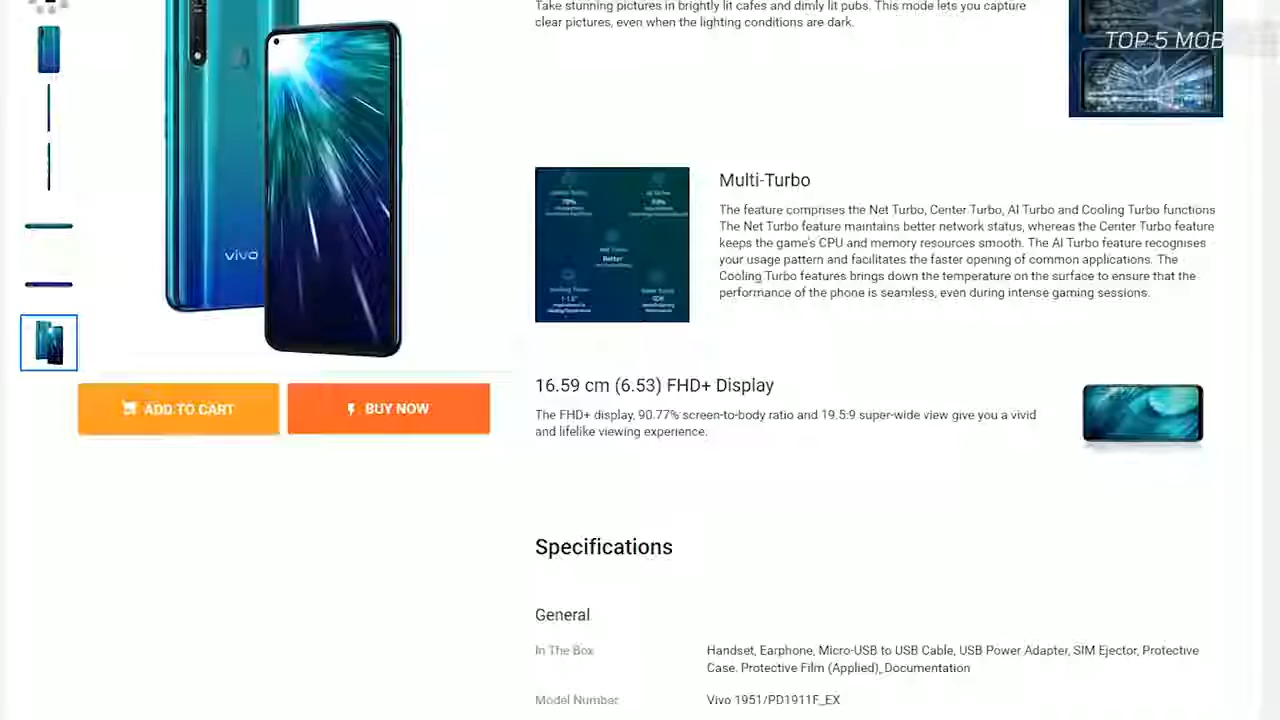 Take stunning pictures in brightly lit cafes and dimly lit pubs. This mode lets you capture
clear pictures, even when the lighting conditions are dark.
TOP 5 MOB
Multi-Turbo
The feature comprises the Net Turbo, Center Turbo, AI Turbo and Cooling Turbo functions
The Net Turbo feature maintains better network status, whereas the Center Turbo feature
keeps the game's CPU and memory resources smooth. The AI Turbo feature recognises
your usage pattern and facilitates the faster opening of common applications. The
Cooling Turbo features brings down the temperature on the surface to ensure that the
performance of the phone is seamless, even during intense gaming sessions.
Better
vivo
16.59 cm (6.53) FHD+ Display
The FHD+ display, 90.77% screen-to-body ratio and 19.5:9 super-wide view give you a vivid
and lifelike viewing experience.
ADD TO CART
BUY NOW
Specifications
General
In The Box
Handset, Earphone, Micro-USB to USB Cable, USB Power Adapter, SIM Ejector, Protective
Case. Protective Film (Applied), Documentation
Model Number
Vivo 1951/PD1911F_EX